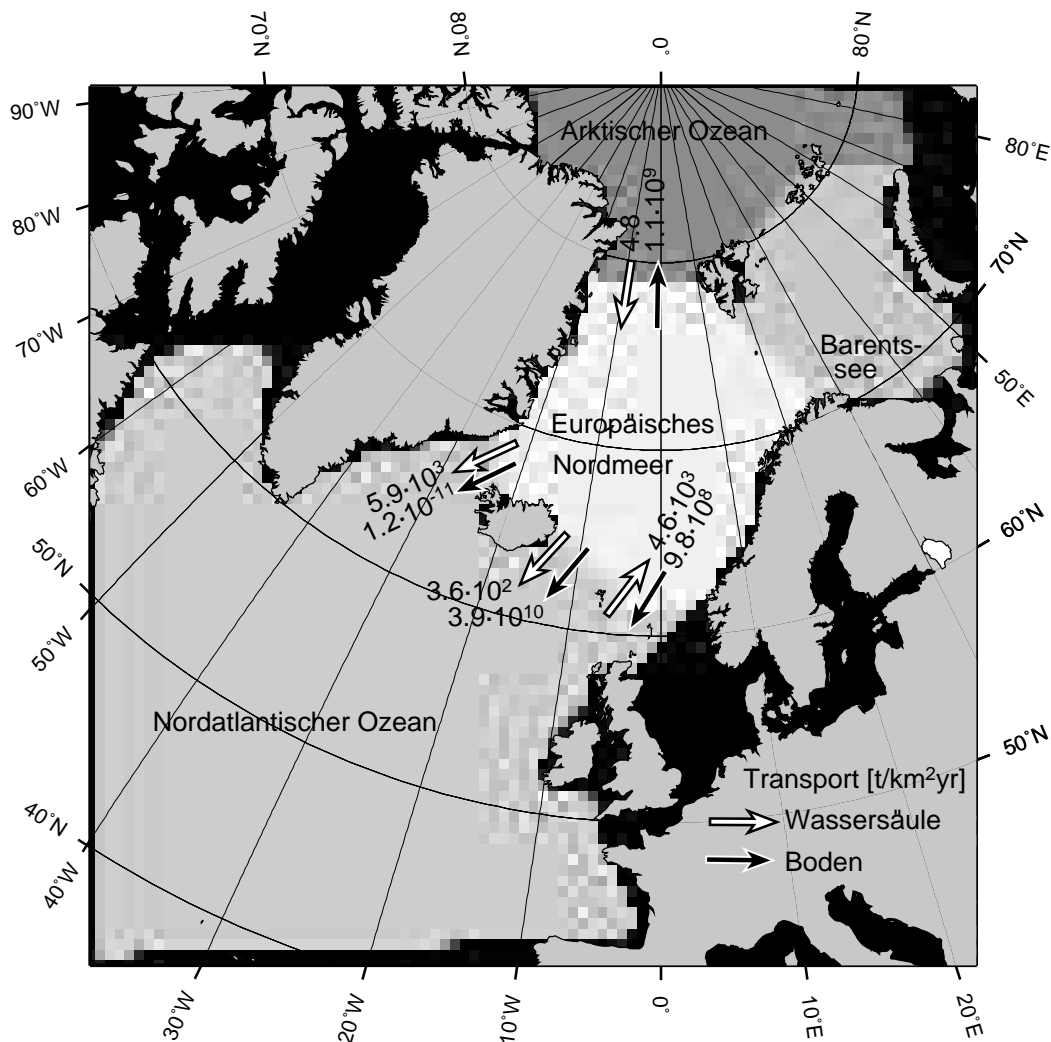 70°N
80°N
0°
80°N
90°W
80°E
Arktischer Ozean
4.8
1.1·10⁹
80°W
70°N
70°W
Barents-
see
50°E
Europäisches
Nordmeer
60°W
5.9·10³
1.2·10⁻¹¹
4.6·10³
9.8·10⁸
60°N
50°N
3.6·10²
3.9·10¹⁰
50°W
Nordatlantischer Ozean
50°N
Transport [t/km²yr]
Wassersäule
Boden
40°N
40°W
30°W
20°W
10°W
0°
10°E
20°E